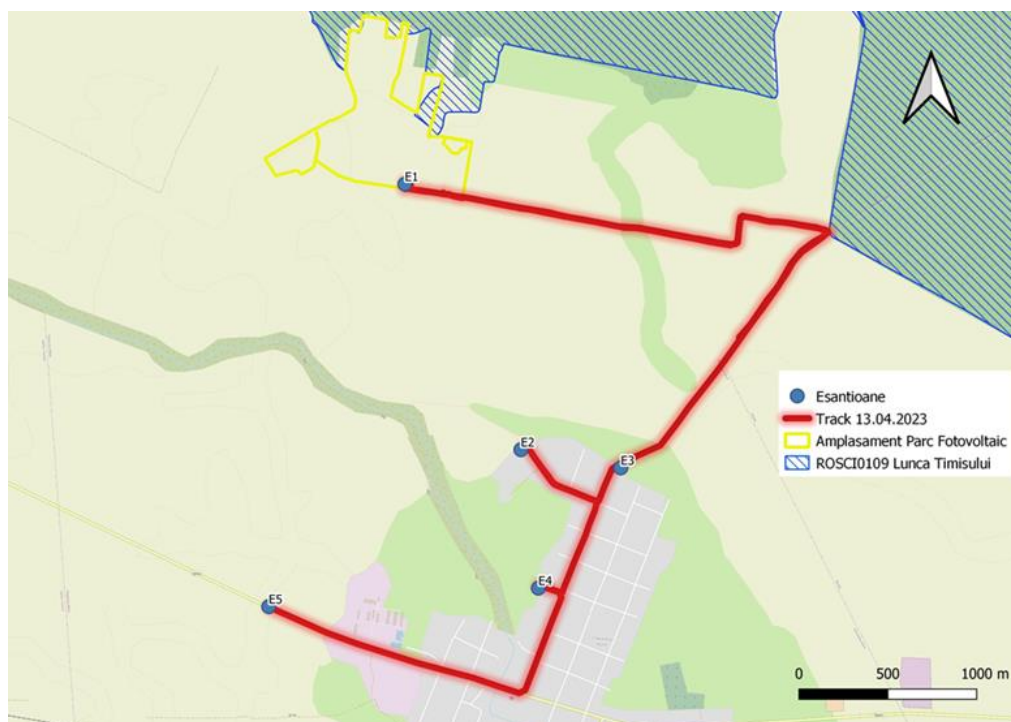 E1
Esantioane
Track 13.04.2023
Amplasament Parc Fotovoltaic
ROSCI0109 Lunca Timisului
E2
E3
E4
E5
0 500 1000 m